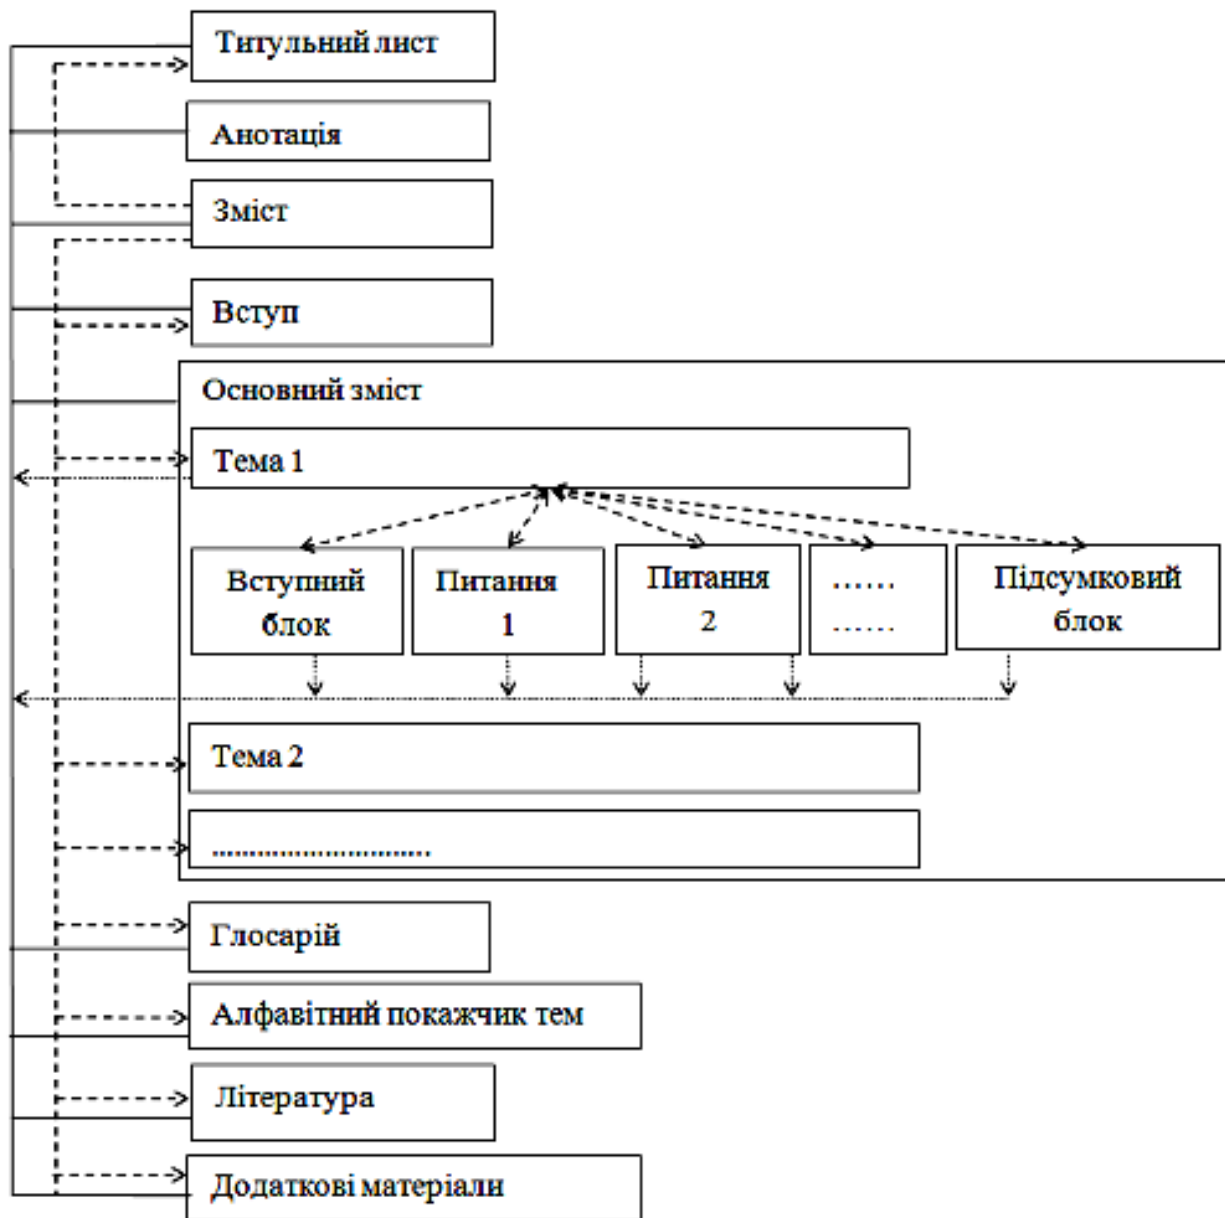 Титульний лист
Анотація
Зміст
Вступ
Основний зміст
Тема 1
Вступний
блок
Питання
1
Питання
2
......
......
Підсумковий
блок
Тема 2
.............................
Глосарій
Алфавітний покажчик тем
Література
Додаткові матеріали